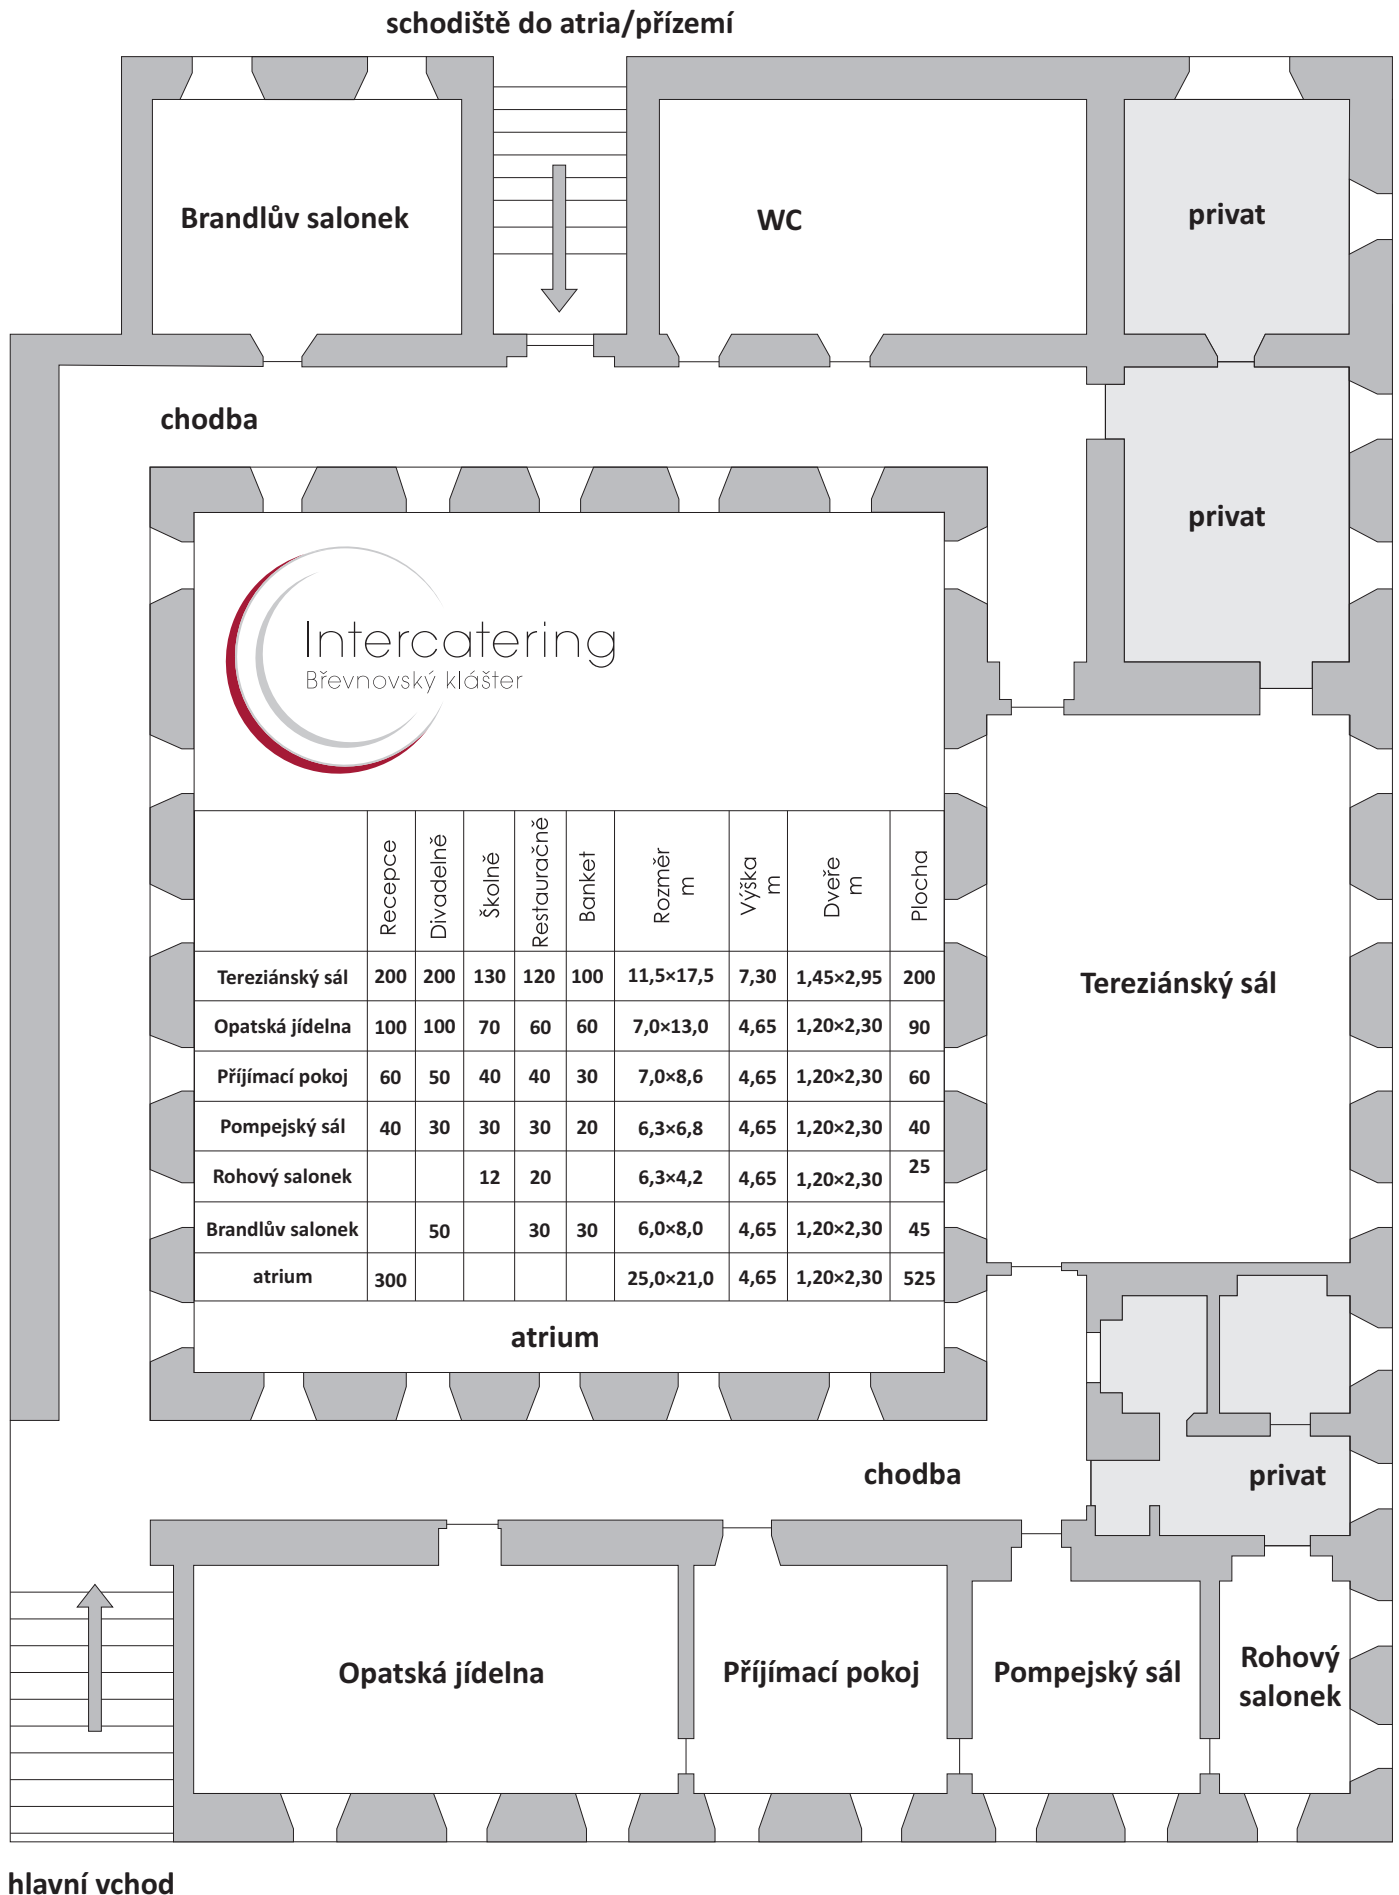 schodiště do atria/přízemí
Brandlův salonek
WC
privat
chodba
privat
Intercatering
Břevnovský klášter
Recepce Divadelně Školně Restauračně Banket Rozměr m Výška m Dveře m Plocha
Tereziánský sál 200 200 130 120 100 11,5×17,5 7,30 1,45×2,95 200
Opatská jídelna 100 100 70 60 60 7,0×13,0 4,65 1,20×2,30 90
Příjímací pokoj 60 50 40 40 30 7,0×8,6 4,65 1,20×2,30 60
Pompejský sál 40 30 30 30 20 6,3×6,8 4,65 1,20×2,30 40
Rohový salonek 12 20 6,3×4,2 4,65 1,20×2,30 25
Brandlův salonek 50 30 30 6,0×8,0 4,65 1,20×2,30 45
atrium 300 25,0×21,0 4,65 1,20×2,30 525
Tereziánský sál
atrium
chodba
privat
Opatská jídelna
Příjímací pokoj
Pompejský sál
Rohový
salonek
hlavní vchod